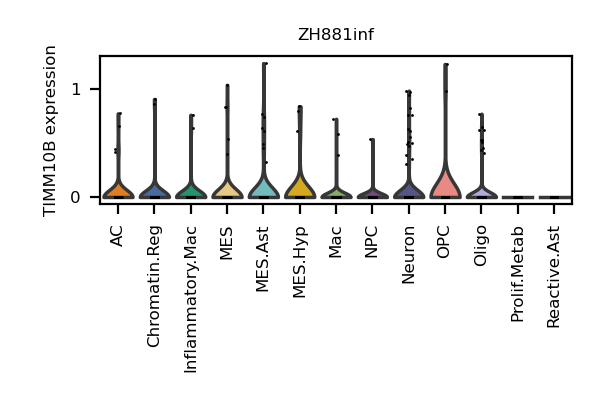 ZH881inf
TIMM10B expression
1
0
AC
Chromatin.Reg
Inflammatory.Mac
MES
MES.Ast
MES.Hyp
Mac
NPC
Neuron
OPC
Oligo
Prolif.Metab
Reactive.Ast